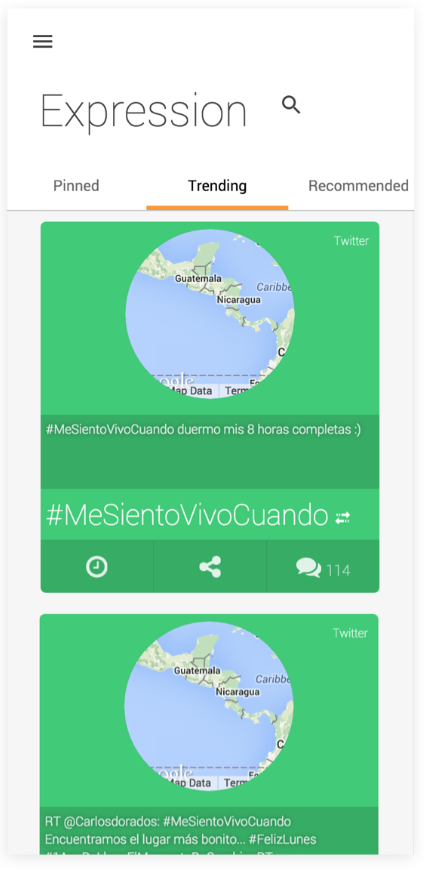 Expression
Pinned Trending Recommended
Twitter
Guatemala
Caribbe
Nicaragua
Map Data Term
#MeSientoVivoCuando duermo mis 8 horas completas :)
#MeSientoVivoCuando
114
Twitter
Guatemala
Caribbe
Nicaragua
Map Data Term
RT @Carlosdorados: #MeSientoVivoCuando
Encuentramos el lugar más bonito... #FelizLunes